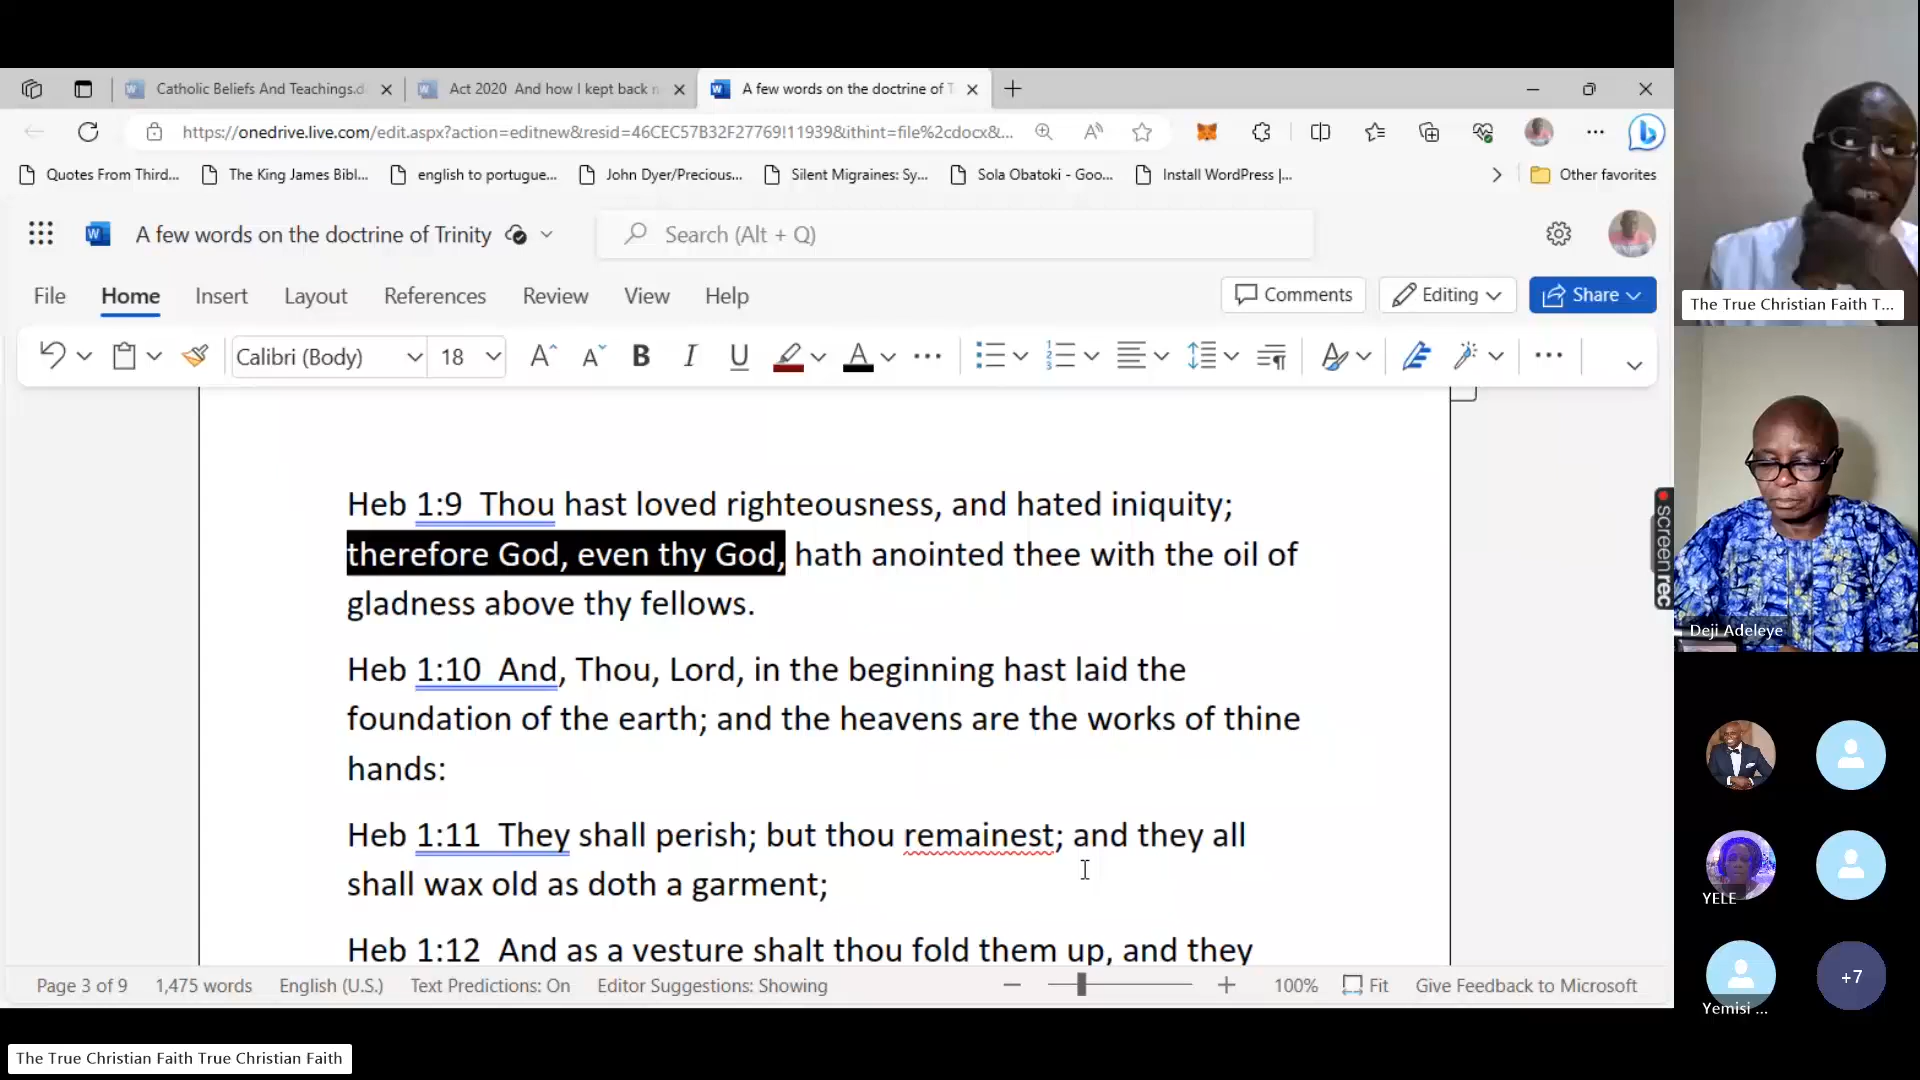 Catholic Beliefs And Teachings.d
Act 2020 And how I kept back n
A few words on the doctrine of T
https://onedrive.live.com/edit.aspx?action=editnew&resid=46CEC57B32F27769!11939&ithint=file%2cdocx&...
Quotes From Third...
The King James Bibl...
english to portugue...
John Dyer/Precious...
Silent Migraines: Sy...
Sola Obatoki - Goo...
Install WordPress |...
Other favorites
A few words on the doctrine of Trinity
Search (Alt + Q)
File Home Insert Layout References Review View Help
Comments
Editing
Share
Calibri (Body) 18
Heb 1:9 Thou hast loved righteousness, and hated iniquity;
therefore God, even thy God, hath anointed thee with the oil of
gladness above thy fellows.
Heb 1:10 And, Thou, Lord, in the beginning hast laid the
foundation of the earth; and the heavens are the works of thine
hands:
Heb 1:11 They shall perish; but thou remainest; and they all
shall wax old as doth a garment;
Heb 1:12 And as a vesture shalt thou fold them up, and they
Page 3 of 9 1,475 words English (U.S.) Text Predictions: On Editor Suggestions: Showing 100% Fit Give Feedback to Microsoft
The True Christian Faith True Christian Faith
The True Christian Faith T...
screenrec
Deji Adeleye
YELE
Yemisi ...
+7